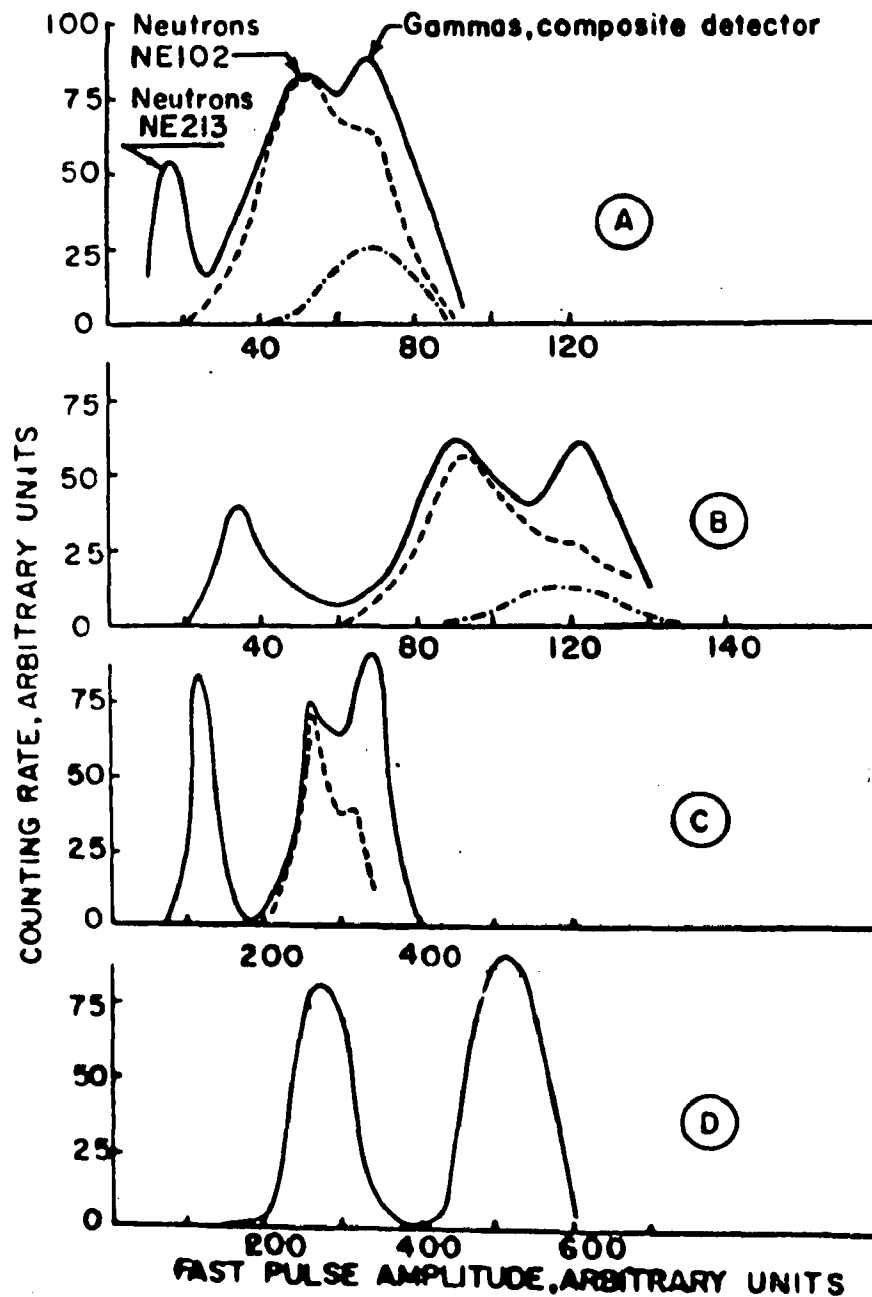 100
Neutrons
NE102
Gammas, composite detector
75
Neutrons
NE213
50
25
0
40
80
120
A
75
50
25
0
40
80
120
140
B
75
50
25
0
200
400
C
75
50
25
0
200
400
600
D
COUNTING RATE, ARBITRARY UNITS
FAST PULSE AMPLITUDE, ARBITRARY UNITS